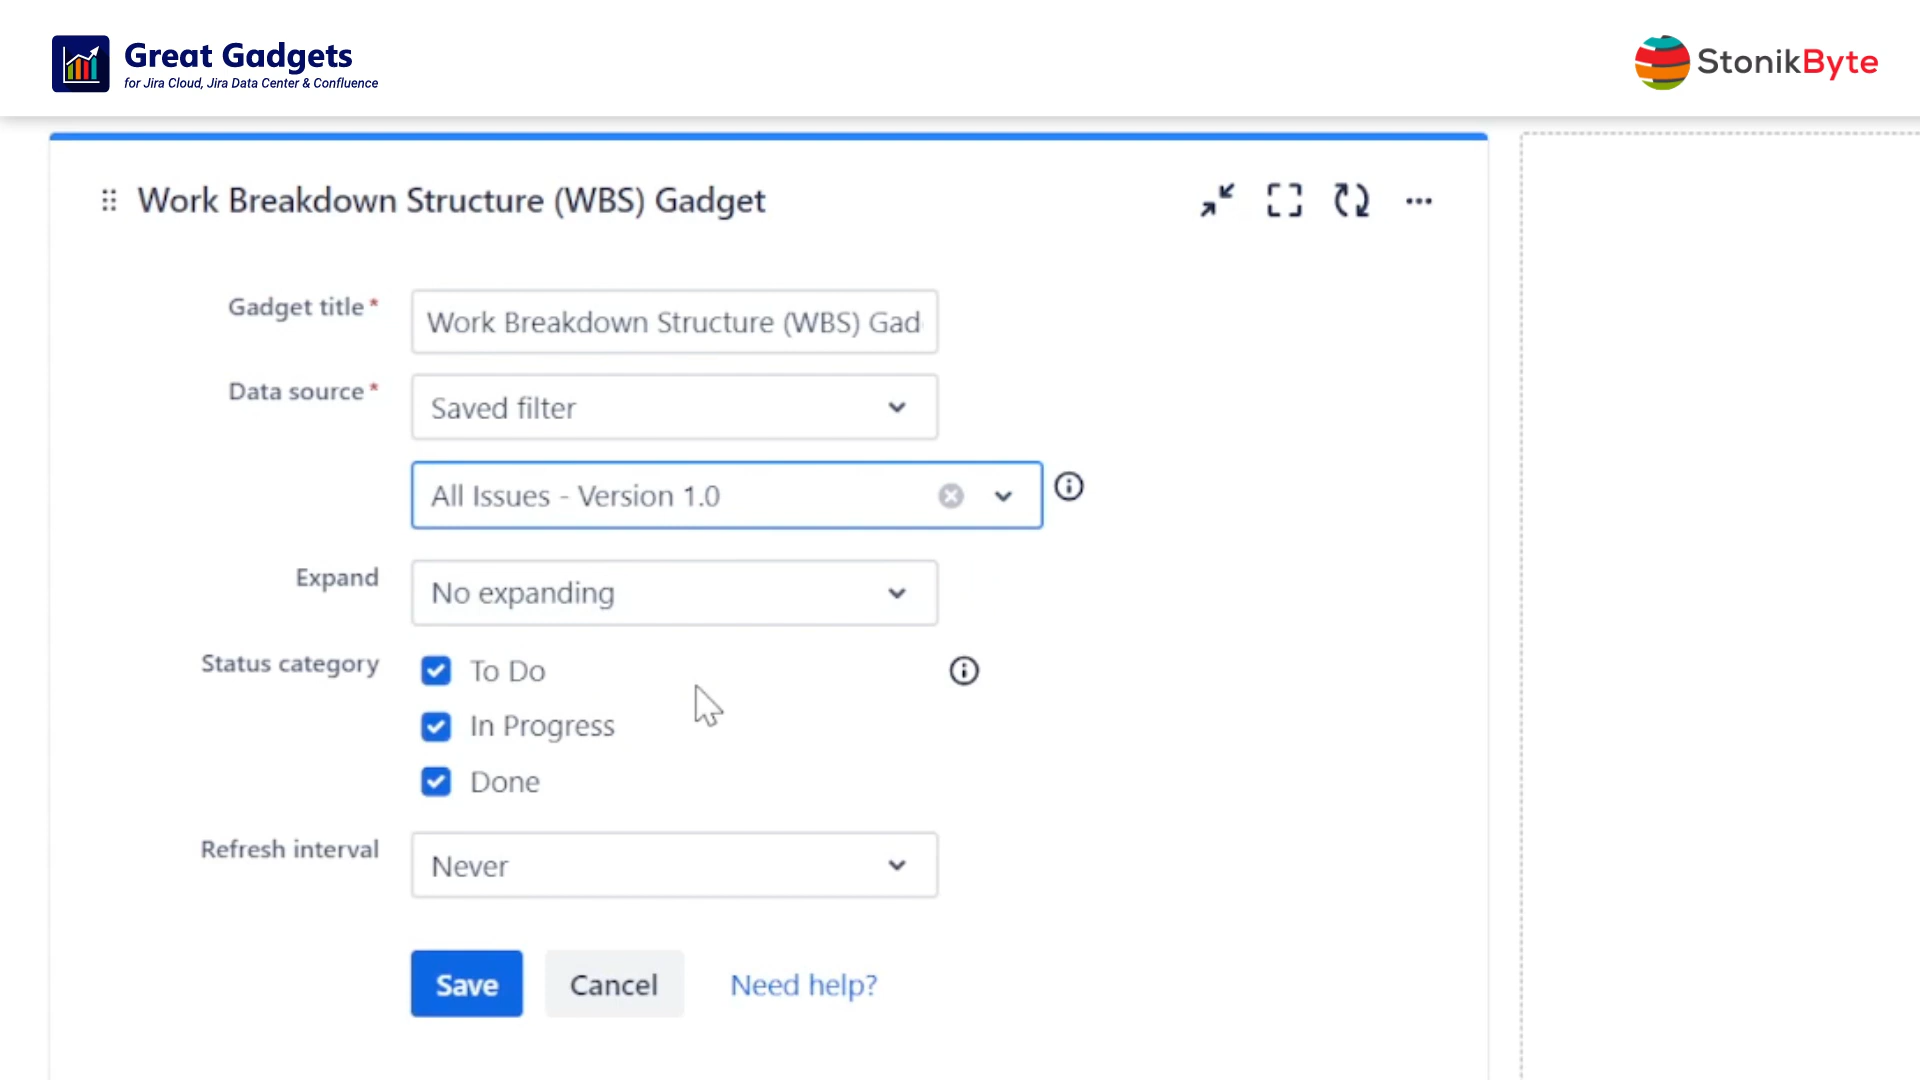 Great Gadgets
for Jira Cloud, Jira Data Center & Confluence
StonikByte
Work Breakdown Structure (WBS) Gadget
Gadget title *
Work Breakdown Structure (WBS) Gad
Data source *
Saved filter
All Issues - Version 1.0
Expand
No expanding
Status category
To Do
In Progress
Done
Refresh interval
Never
Save
Cancel
Need help?